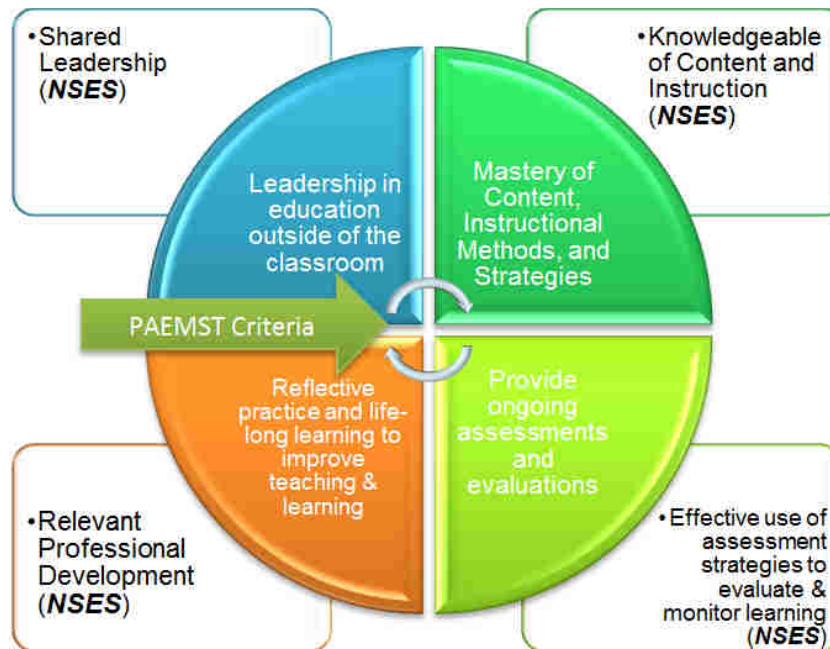 •Shared
Leadership
(NSES)
•Knowledgeable
of Content and
Instruction
(NSES)
Leadership in
education
outside of the
classroom
Mastery of
Content,
Instructional
Methods, and
Strategies
PAEMST Criteria
Reflective
practice and life-
long learning to
improve
teaching &
learning
Provide
ongoing
assessments
and
evaluations
•Relevant
Professional
Development
(NSES)
•Effective use of
assessment
strategies to
evaluate &
monitor learning
(NSES)